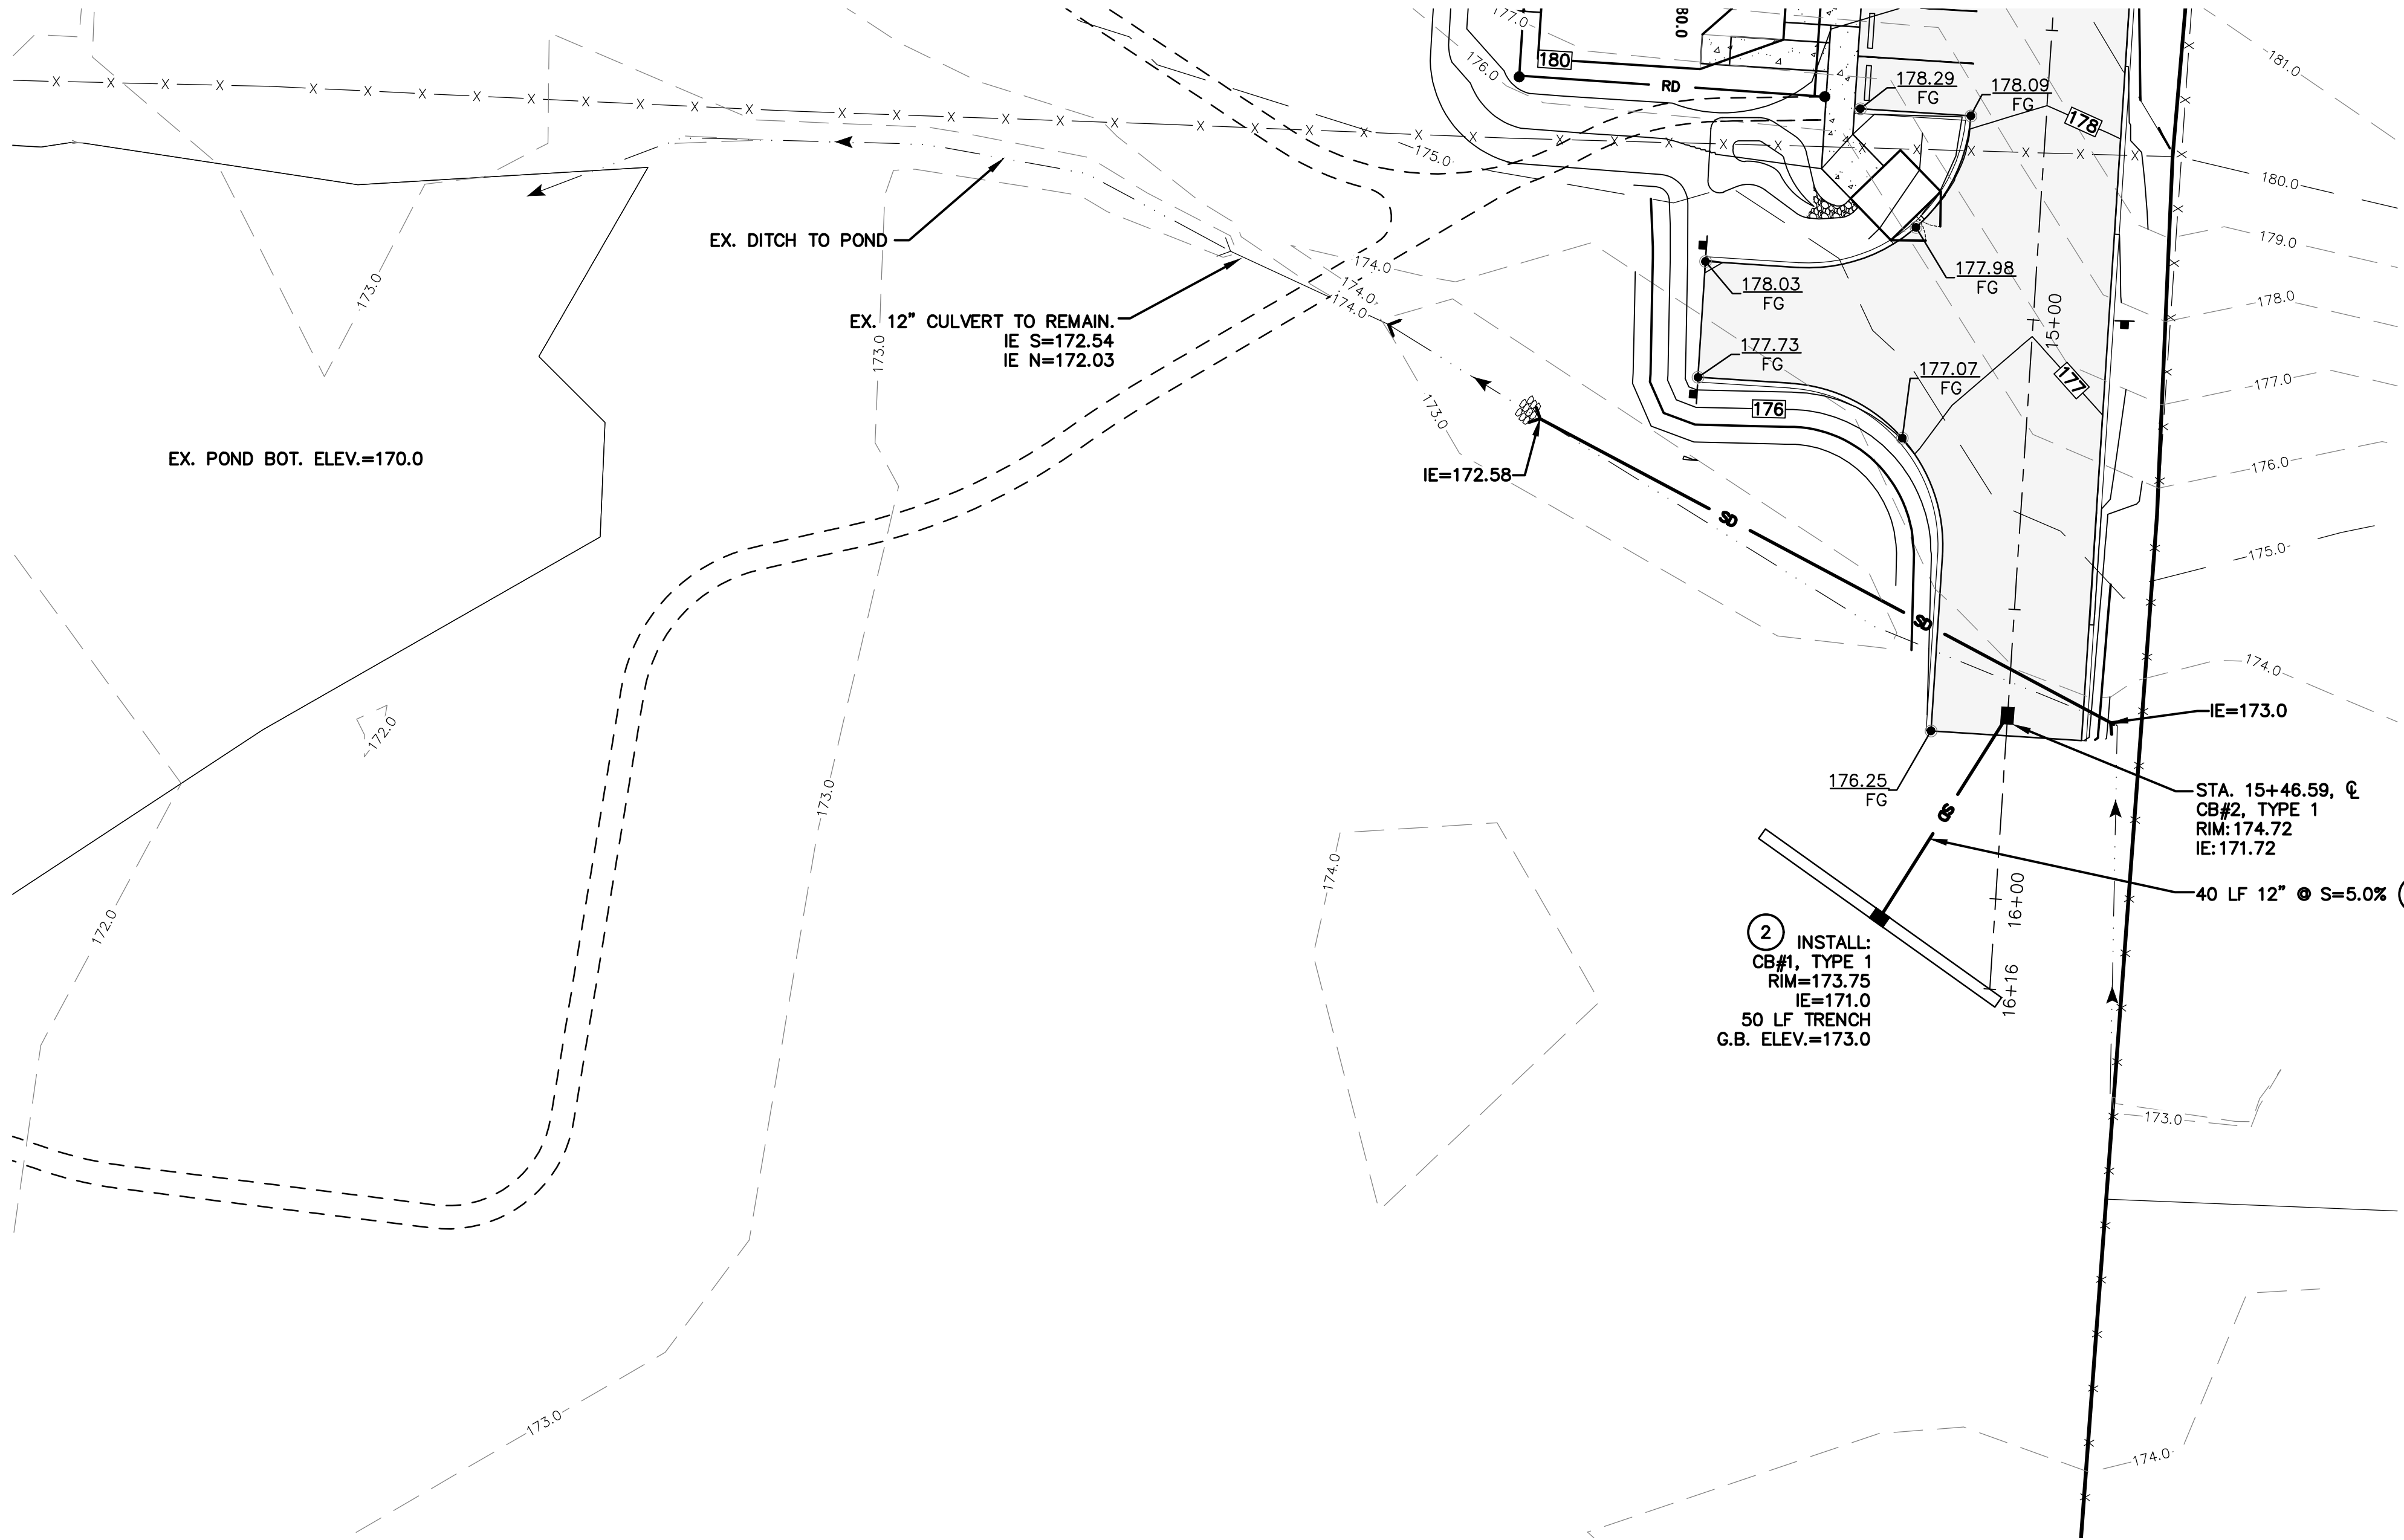 177.0
80.0
181.0
180
176.0
RD
178.29
FG
178.09
FG
178
175.0
180.0
179.0
178.0
EX. DITCH TO POND
174.0
174.0
174.0
177.98
FG
178.03
FG
15+00
173.0
EX. 12" CULVERT TO REMAIN.
IE S=172.54
IE N=172.03
173.0
177.73
FG
177.07
FG
177
177.0
176
173.0
176.0
EX. POND BOT. ELEV.=170.0
IE=172.58
SD
175.0
SD
174.0
172.0
IE=173.0
173.0
176.25
FG
STA. 15+46.59, ℄
CB#2, TYPE 1
RIM:174.72
IE:171.72
SD
174.0
40 LF 12" @ S=5.0%
16+00
172.0
2 INSTALL:
CB#1, TYPE 1
RIM=173.75
IE=171.0
50 LF TRENCH
G.B. ELEV.=173.0
16+16
173.0
173.0
174.0